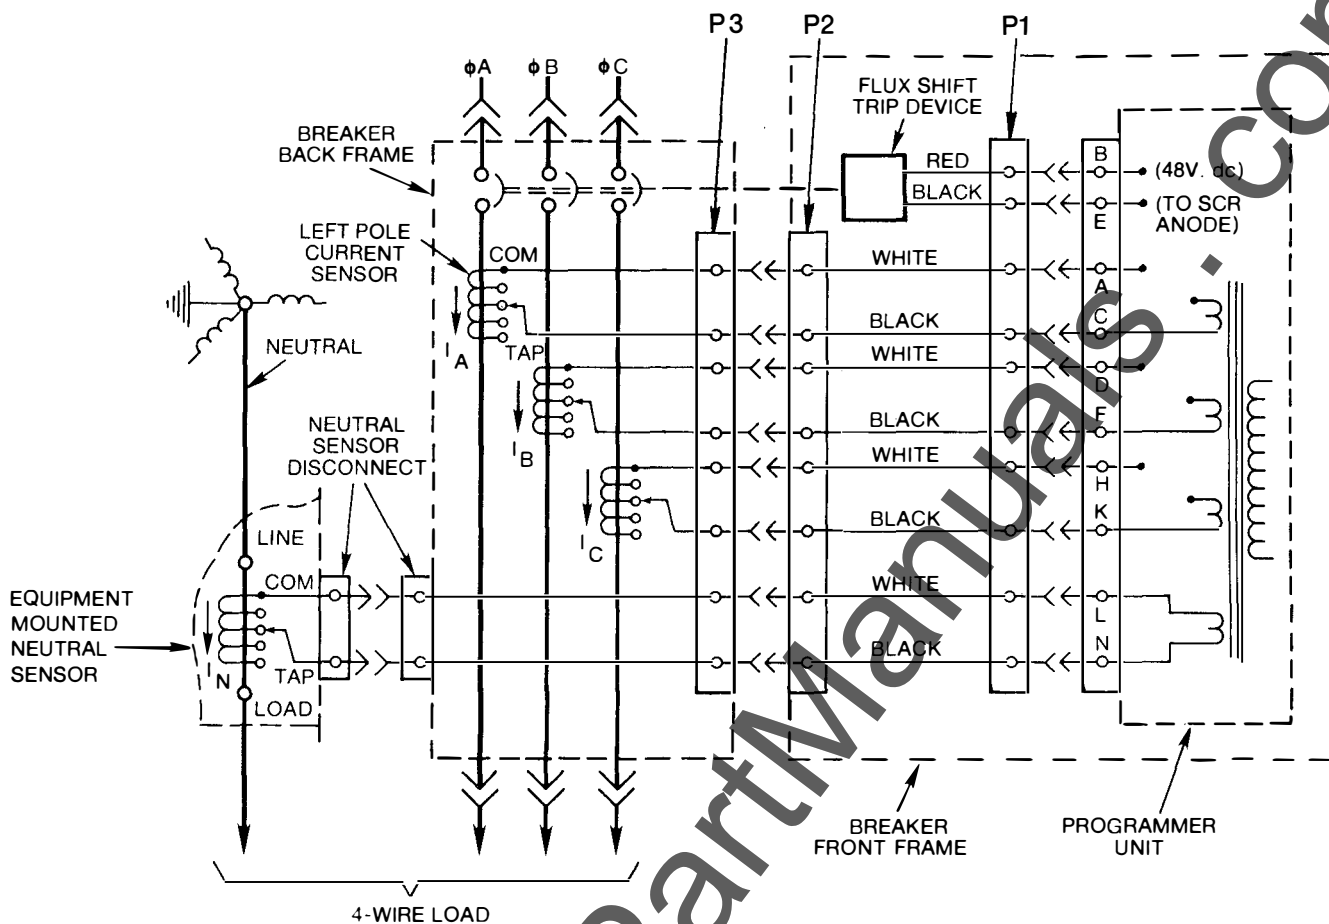 P3
P2
P1
ϕA
ϕB
ϕC
FLUX SHIFT
TRIP DEVICE
BREAKER
BACK FRAME
RED
BLACK
B
E
(48V. dc)
(TO SCR
ANODE)
LEFT POLE
CURRENT
SENSOR
COM
TAP
I A
WHITE
BLACK
A
C
NEUTRAL
I B
WHITE
BLACK
D
F
NEUTRAL
SENSOR
DISCONNECT
I C
WHITE
BLACK
H
K
LINE
COM
TAP
I N
LOAD
WHITE
BLACK
L
N
EQUIPMENT
MOUNTED
NEUTRAL
SENSOR
BREAKER
FRONT FRAME
PROGRAMMER
UNIT
4-WIRE LOAD
PartManuals . com